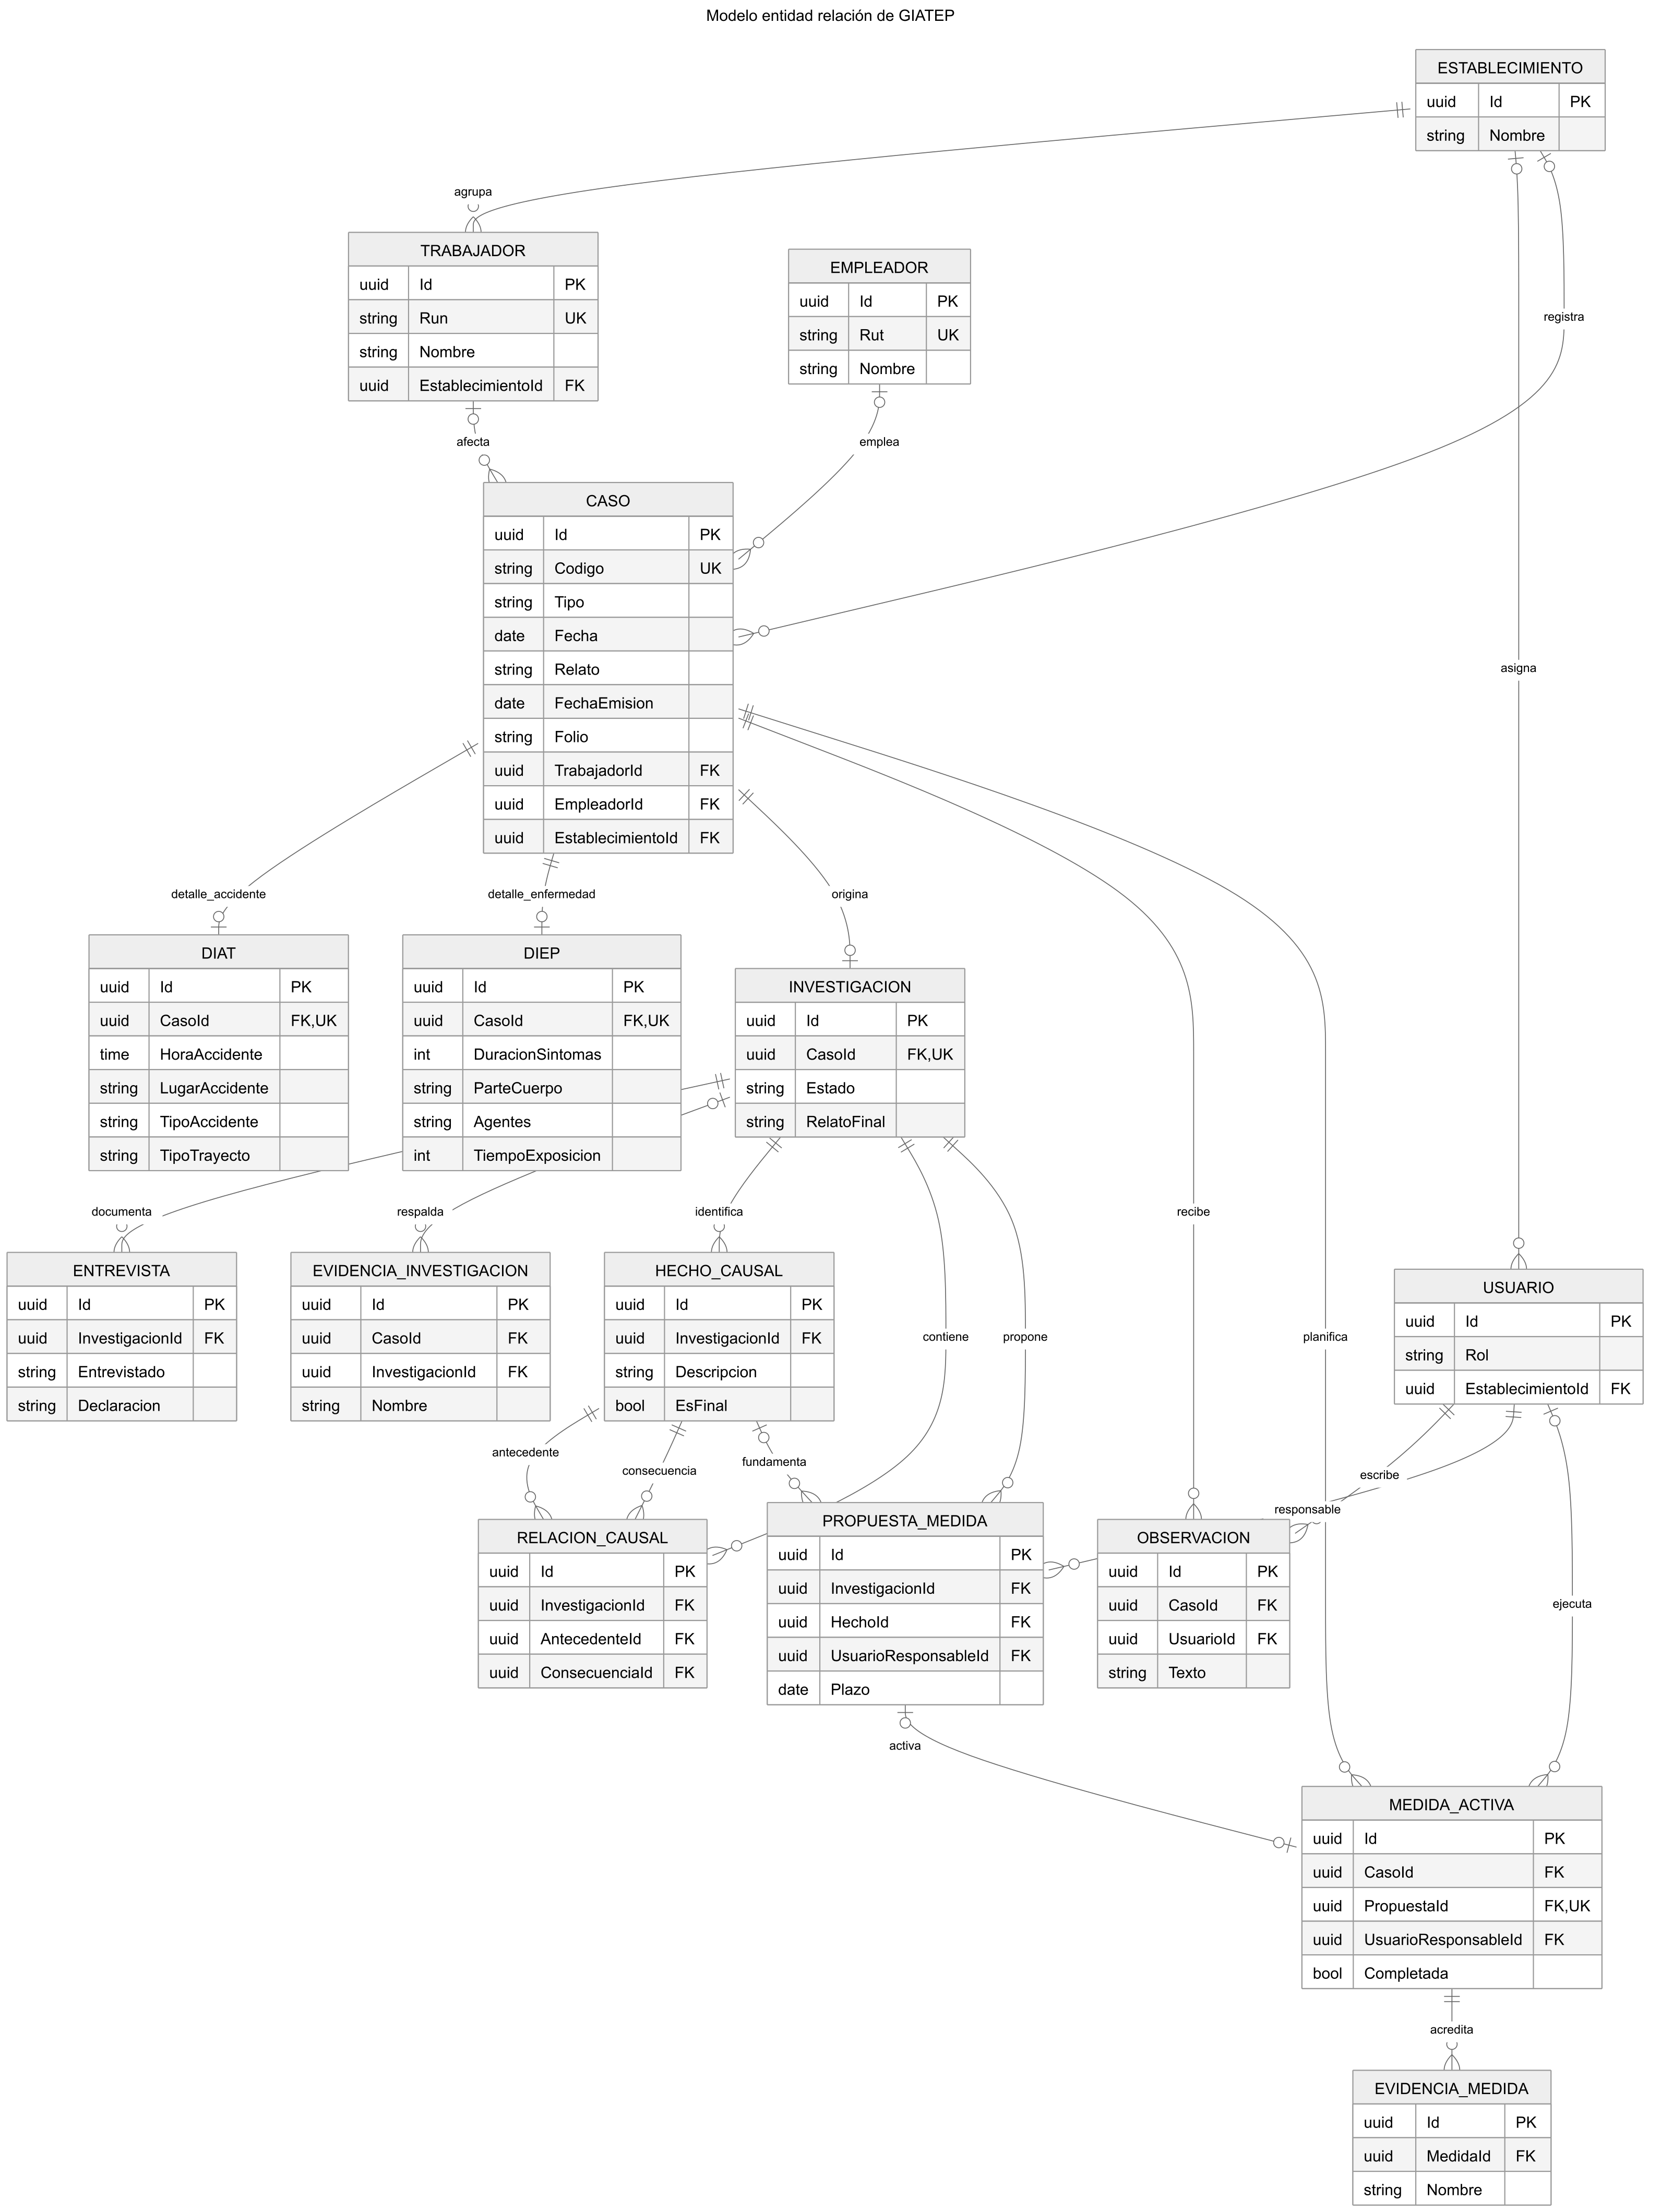 Modelo entidad relación de GIATEP
ESTABLECIMIENTO
uuid Id PK
string Nombre
agrupa
TRABAJADOR
uuid Id PK
string Run UK
string Nombre
uuid EstablecimientoId FK
EMPLEADOR
uuid Id PK
string Rut UK
string Nombre
registra
afecta
emplea
CASO
uuid Id PK
string Codigo UK
string Tipo
date Fecha
string Relato
date FechaEmision
string Folio
uuid TrabajadorId FK
uuid EmpleadorId FK
uuid EstablecimientoId FK
asigna
detalle_accidente
detalle_enfermedad
origina
DIAT
uuid Id PK
uuid CasoId FK,UK
time HoraAccidente
string LugarAccidente
string TipoAccidente
string TipoTrayecto
DIEP
uuid Id PK
uuid CasoId FK,UK
int DuracionSintomas
string ParteCuerpo
string Agentes
int TiempoExposicion
INVESTIGACION
uuid Id PK
uuid CasoId FK,UK
string Estado
string RelatoFinal
documenta
respalda
identifica
recibe
ENTREVISTA
uuid Id PK
uuid InvestigacionId FK
string Entrevistado
string Declaracion
EVIDENCIA_INVESTIGACION
uuid Id PK
uuid CasoId FK
uuid InvestigacionId FK
string Nombre
HECHO_CAUSAL
uuid Id PK
uuid InvestigacionId FK
string Descripcion
bool EsFinal
contiene
propone
planifica
USUARIO
uuid Id PK
string Rol
uuid EstablecimientoId FK
antecedente
consecuencia
fundamenta
escribe
responsable
RELACION_CAUSAL
uuid Id PK
uuid InvestigacionId FK
uuid AntecedenteId FK
uuid ConsecuenciaId FK
PROPUESTA_MEDIDA
uuid Id PK
uuid InvestigacionId FK
uuid HechoId FK
uuid UsuarioResponsableId FK
date Plazo
OBSERVACION
uuid Id PK
uuid CasoId FK
uuid UsuarioId FK
string Texto
ejecuta
activa
MEDIDA_ACTIVA
uuid Id PK
uuid CasoId FK
uuid PropuestaId FK,UK
uuid UsuarioResponsableId FK
bool Completada
acredita
EVIDENCIA_MEDIDA
uuid Id PK
uuid MedidaId FK
string Nombre